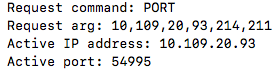 Request command: PORT
Request arg: 10,109,20,93,214,211
Active IP address: 10.109.20.93
Active port: 54995